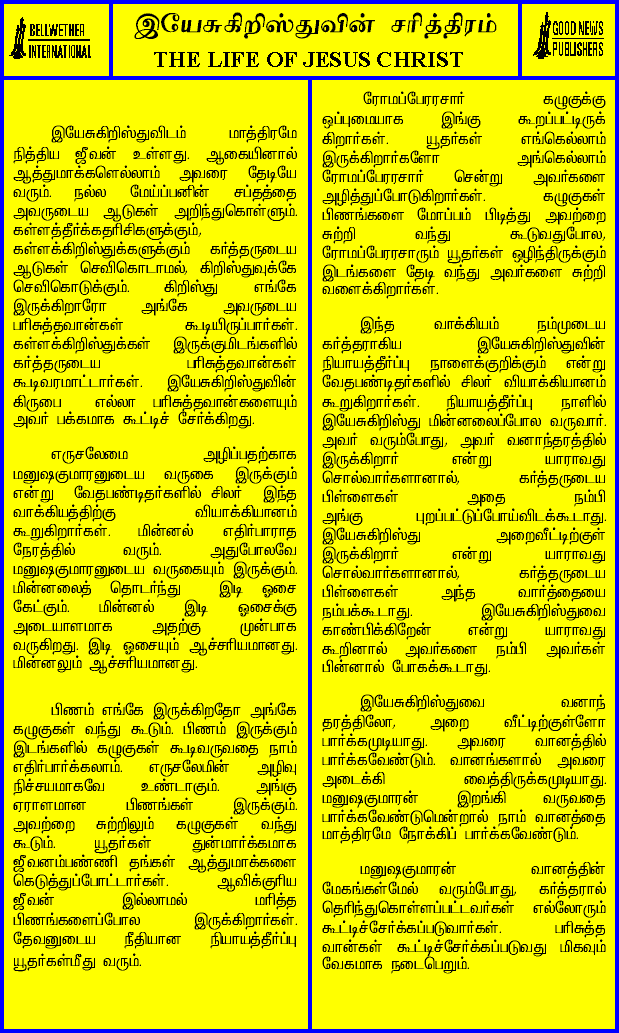 BELLWETHER
INTERNATIONAL
இயேசுகிறிஸ்துவின் சரித்திரம்
THE LIFE OF JESUS CHRIST
GOOD NEWS
PUBLISHERS
இயேசுகிறிஸ்துவிடம் மாத்திரமே
நித்திய ஜீவன் உள்ளது. ஆகையினால்
ஆத்துமாக்களெல்லாம் அவரை தேடியே
வரும். நல்ல மேய்ப்பனின் சப்தத்தை
அவருடைய ஆடுகள் அறிந்துகொள்ளும்.
கள்ளத்தீர்க்கதரிசிகளுக்கும்,
கள்ளக்கிறிஸ்துக்களுக்கும் கர்த்தருடைய
ஆடுகள் செவிகொடாமல், கிறிஸ்துவுக்கே
செவிகொடுக்கும். கிறிஸ்து எங்கே
இருக்கிறாரோ அங்கே அவருடைய
பரிசுத்தவான்கள் கூடியிருப்பார்கள்.
கள்ளக்கிறிஸ்துக்கள் இருக்குமிடங்களில்
கர்த்தருடைய பரிசுத்தவான்கள்
கூடிவரமாட்டார்கள். இயேசுகிறிஸ்துவின்
கிருபை எல்லா பரிசுத்தவான்களையும்
அவர் பக்கமாக கூட்டிச் சேர்க்கிறது.
எருசலேமை அழிப்பதற்காக
மனுஷகுமாரனுடைய வருகை இருக்கும்
என்று வேதபண்டிதர்களில் சிலர் இந்த
வாக்கியத்திற்கு வியாக்கியானம்
கூறுகிறார்கள். மின்னல் எதிர்பாராத
நேரத்தில் வரும். அதுபோலவே
மனுஷகுமாரனுடைய வருகையும் இருக்கும்.
மின்னலைத் தொடர்ந்து இடி ஓசை
கேட்கும். மின்னல் இடி ஓசைக்கு
அடையாளமாக அதற்கு முன்பாக
வருகிறது. இடி ஓசையும் ஆச்சரியமானது.
மின்னலும் ஆச்சரியமானது.
பிணம் எங்கே இருக்கிறதோ அங்கே
கழுகுகள் வந்து கூடும். பிணம் இருக்கும்
இடங்களில் கழுகுகள் கூடிவருவதை நாம்
எதிர்பார்க்கலாம். எருசலேமின் அழிவு
நிச்சயமாகவே உண்டாகும். அங்கு
ஏராளமான பிணங்கள் இருக்கும்.
அவற்றை சுற்றிலும் கழுகுகள் வந்து
கூடும். யூதர்கள் துன்மார்க்கமாக
ஜீவனம்பண்ணி தங்கள் ஆத்துமாக்களை
கெடுத்துப்போட்டார்கள். ஆவிக்குரிய
ஜீவன் இல்லாமல் மரித்த
பிணங்களைப்போல இருக்கிறார்கள்.
தேவனுடைய நீதியான நியாயத்தீர்ப்பு
யூதர்கள்மீது வரும்.
ரோமப்பேரரசார் கழுகுக்கு
ஒப்புமையாக இங்கு கூறப்பட்டிருக்
கிறார்கள். யூதர்கள் எங்கெல்லாம்
இருக்கிறார்களோ அங்கெல்லாம்
ரோமப்பேரரசார் சென்று அவர்களை
அழித்துப்போடுகிறார்கள். கழுகுகள்
பிணங்களை மோப்பம் பிடித்து அவற்றை
சுற்றி வந்து கூடுவதுபோல,
ரோமப்பேரரசாரும் யூதர்கள் ஒழிந்திருக்கும்
இடங்களை தேடி வந்து அவர்களை சுற்றி
வளைக்கிறார்கள்.
இந்த வாக்கியம் நம்முடைய
கர்த்தராகிய இயேசுகிறிஸ்துவின்
நியாயத்தீர்ப்பு நாளைக்குறிக்கும் என்று
வேதபண்டிதர்களில் சிலர் வியாக்கியானம்
கூறுகிறார்கள். நியாயத்தீர்ப்பு நாளில்
இயேசுகிறிஸ்து மின்னலைப்போல வருவார்.
அவர் வரும்போது, அவர் வனாந்தரத்தில்
இருக்கிறார் என்று யாராவது
சொல்வார்களானால், கர்த்தருடைய
பிள்ளைகள் அதை நம்பி
அங்கு புறப்பட்டுப்போய்விடக்கூடாது.
இயேசுகிறிஸ்து அறைவீட்டிற்குள்
இருக்கிறார் என்று யாராவது
சொல்வார்களானால், கர்த்தருடைய
பிள்ளைகள் அந்த வார்த்தையை
நம்பக்கூடாது. இயேசுகிறிஸ்துவை
காண்பிக்கிறேன் என்று யாராவது
கூறினால் அவர்களை நம்பி அவர்கள்
பின்னால் போகக்கூடாது.
இயேசுகிறிஸ்துவை வனாந்
தரத்திலோ, அறை வீட்டிற்குள்ளோ
பார்க்கமுடியாது. அவரை வானத்தில்
பார்க்கவேண்டும். வானங்களால் அவரை
அடைக்கி வைத்திருக்கமுடியாது.
மனுஷகுமாரன் இறங்கி வருவதை
பார்க்கவேண்டுமென்றால் நாம் வானத்தை
மாத்திரமே நோக்கிப் பார்க்கவேண்டும்.
மனுஷகுமாரன் வானத்தின்
மேகங்கள்மேல் வரும்போது, கர்த்தரால்
தெரிந்துகொள்ளப்பட்டவர்கள் எல்லோரும்
கூட்டிச்சேர்க்கப்படுவார்கள். பரிசுத்த
வான்கள் கூட்டிச்சேர்க்கப்படுவது மிகவும்
வேகமாக நடைபெறும்.